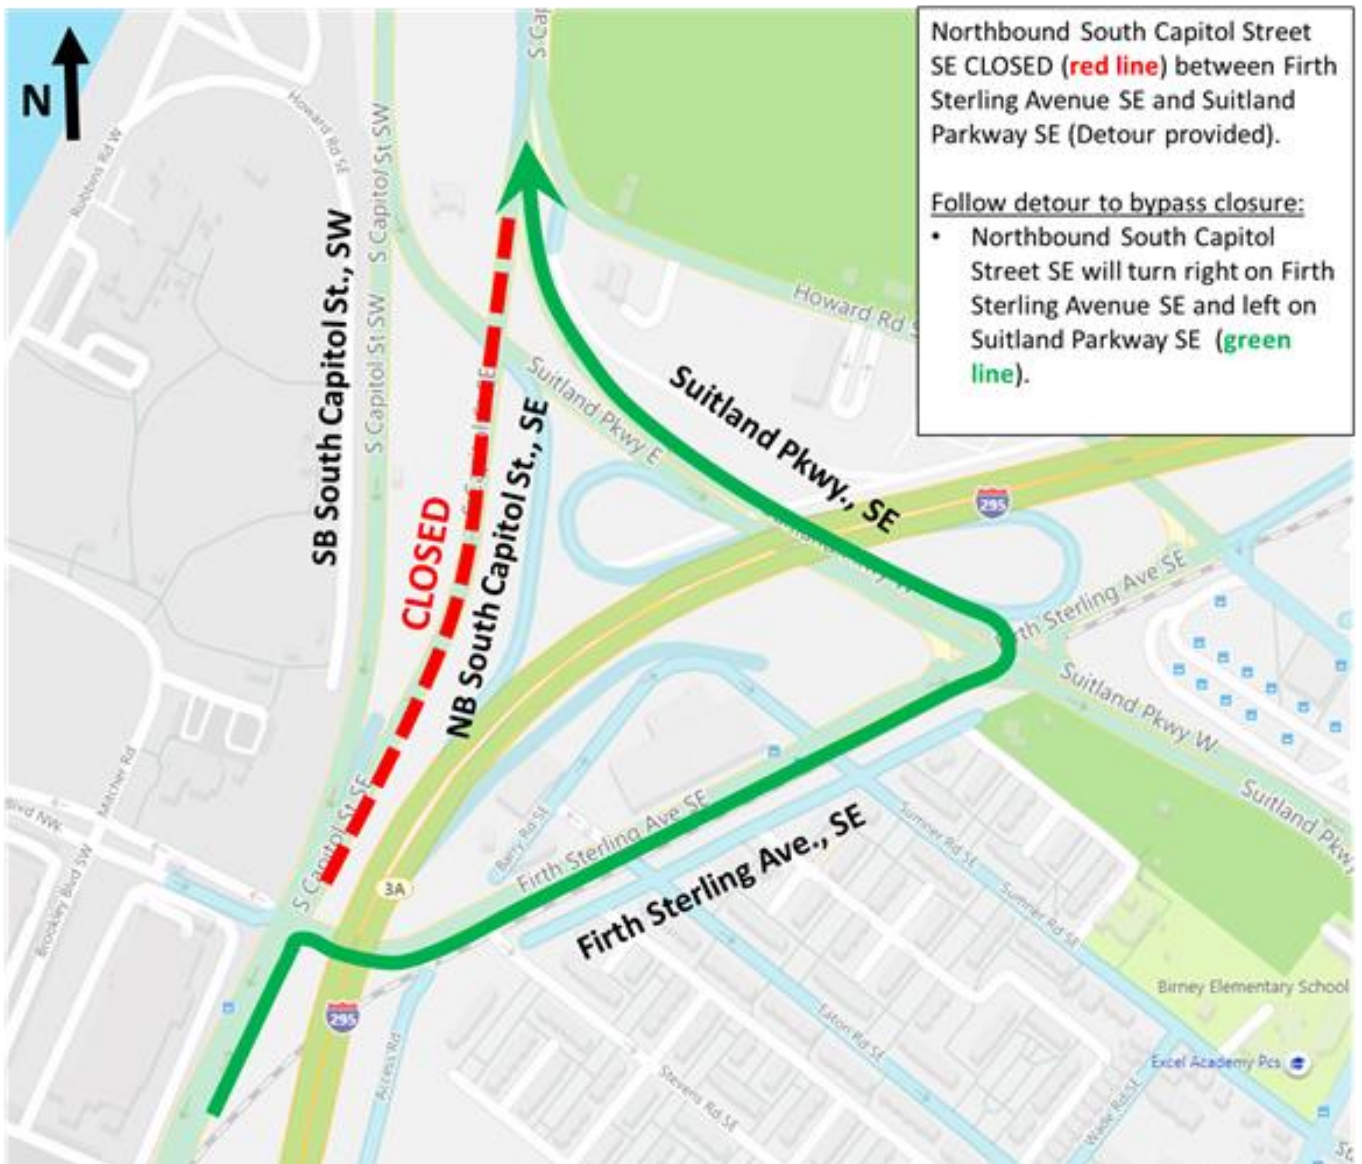 Northbound South Capitol Street
SE CLOSED (red line) between Firth
Sterling Avenue SE and Suitland
Parkway SE (Detour provided).
Follow detour to bypass closure:
• Northbound South Capitol
Street SE will turn right on Firth
Sterling Avenue SE and left on
Suitland Parkway SE (green
line).
N
S Cap
Robbins Rd W
Howard Rd SE
S Capitol St SW
S Capitol St SW
SB South Capitol St., SW
Howard Rd S
Suitland Pkwy E
Suitland Pkwy., SE
CLOSED
NB South Capitol St., SE
295
Firth Sterling Ave SE
Suitland Pkwy W
Suitland Pkwy
S Capitol St SE
Blvd NW
Mitcher Rd
Brookley Blvd SW
3A
Barry Rd SE
Firth Sterling Ave SE
Firth Sterling Ave., SE
Sumner Rd SE
Sumner Rd SE
295
Access Rd
Stevens Rd SE
Eaton Rd SE
Wade Rd SE
Birney Elementary School
Excel Academy Pcs